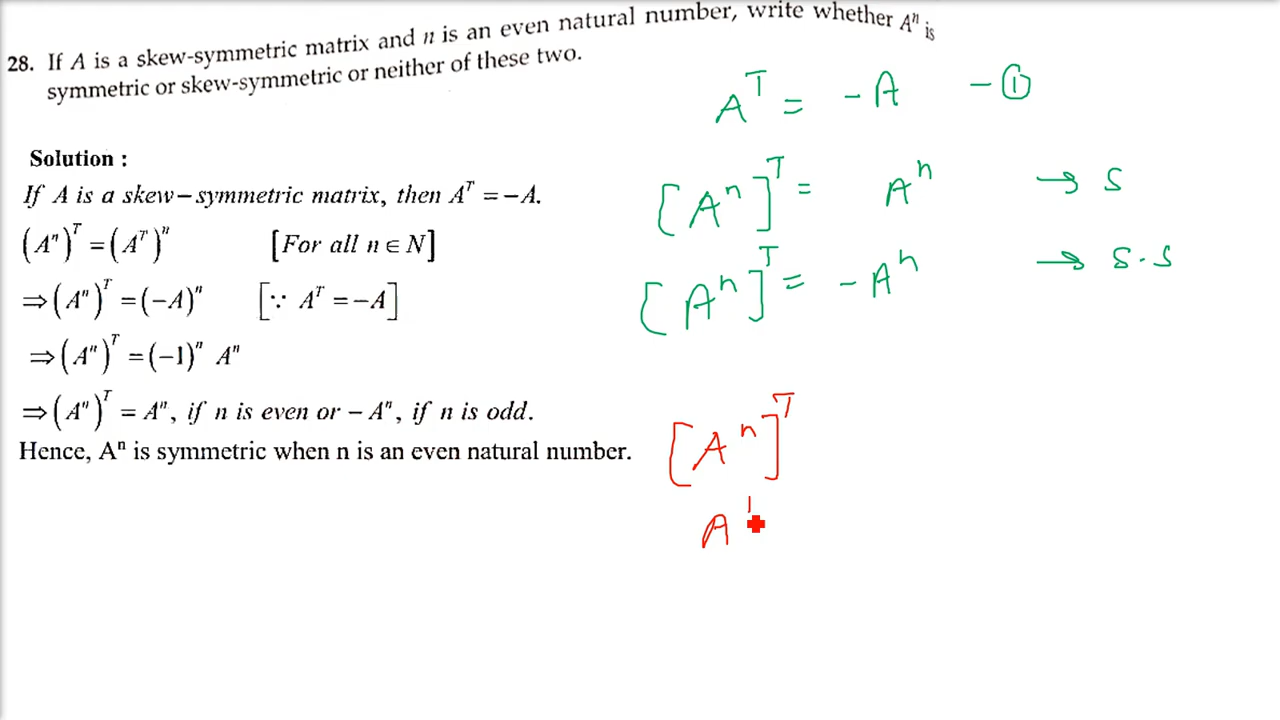 28. If A is a skew-symmetric matrix and n is an even natural number, write whether Aⁿ is
symmetric or skew-symmetric or neither of these two.
Solution :
If A is a skew−symmetric matrix, then Aᵀ = −A.
(Aⁿ)ᵀ = (Aᵀ)ⁿ [For all n ∈ N]
⇒ (Aⁿ)ᵀ = (−A)ⁿ [∵ Aᵀ = −A]
⇒ (Aⁿ)ᵀ = (−1)ⁿ Aⁿ
⇒ (Aⁿ)ᵀ = Aⁿ, if n is even or − Aⁿ, if n is odd.
Hence, Aⁿ is symmetric when n is an even natural number.
Aᵀ = −A −①
[Aⁿ]ᵀ = Aⁿ → S
[Aⁿ]ᵀ = −Aⁿ → S·S
[Aⁿ]ᵀ
A